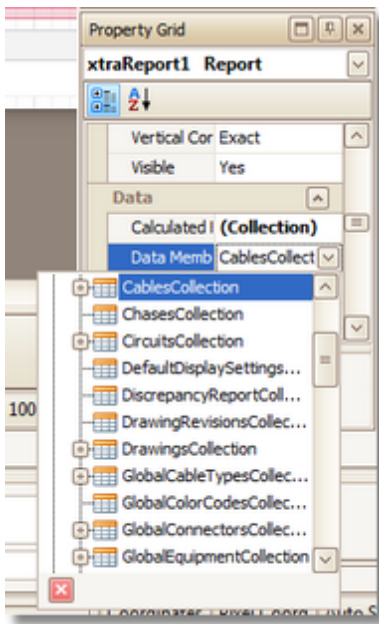 Property Grid
xtraReport1 Report
Vertical Cor Exact
Visible Yes
Data
Calculated (Collection)
Data Memb CablesCollect
CablesCollection
ChasesCollection
CircuitsCollection
DefaultDisplaySettings...
DiscrepancyReportColl...
DrawingRevisionsCollec...
100
DrawingsCollection
GlobalCableTypesCollec...
GlobalColorCodesCollec...
GlobalConnectorsCollec...
GlobalEquipmentCollection